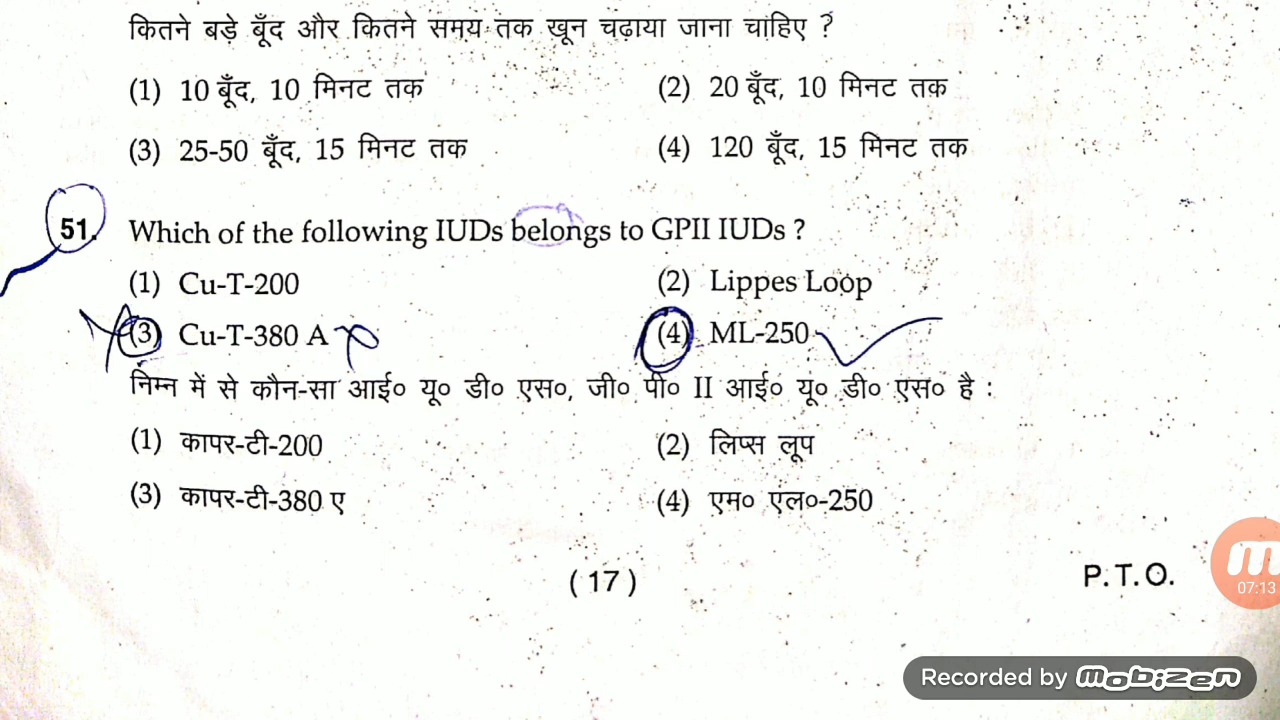 कितने बड़े बूँद और कितने समय तक खून चढ़ाया जाना चाहिए ?
(1) 10 बूँद, 10 मिनट तक (2) 20 बूँद, 10 मिनट तक
(3) 25-50 बूँद, 15 मिनट तक (4) 120 बूँद, 15 मिनट तक
51. Which of the following IUDs belongs to GPII IUDs ?
(1) Cu-T-200 (2) Lippes Loop
(3) Cu-T-380 A (4) ML-250
निम्न में से कौन-सा आई० यू० डी० एस०, जी० पी० II आई० यू० डी० एस० है :
(1) कापर-टी-200 (2) लिप्स लूप
(3) कापर-टी-380 ए (4) एम० एल०-250
( 17 ) P.T.O.
07:13
Recorded by Mobizen